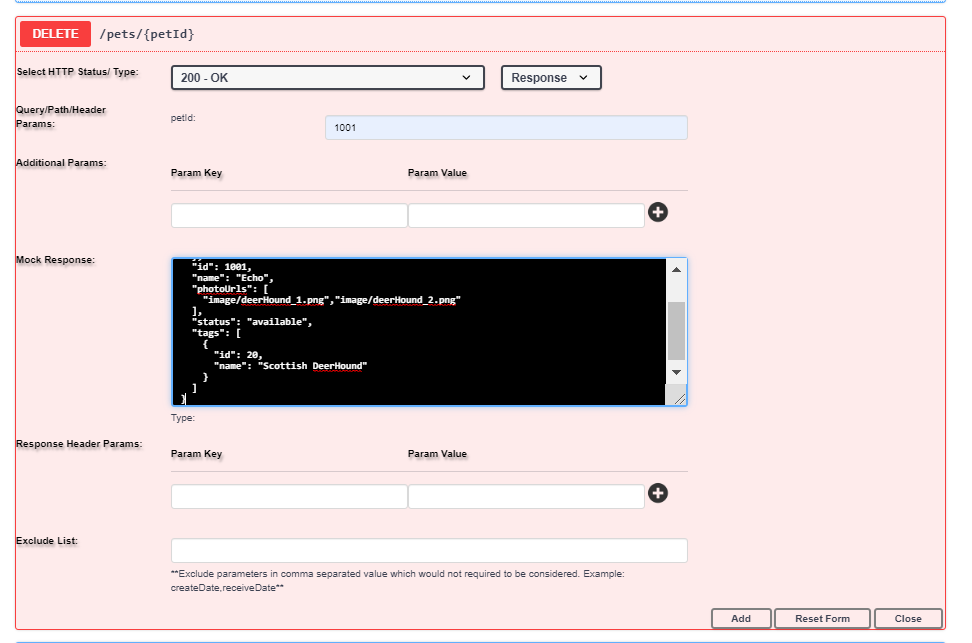 DELETE /pets/{petId}
Select HTTP Status/ Type:
200 - OK
Response
Query/Path/Header
Params:
petId:
1001
Additional Params:
Param Key
Param Value
Mock Response:
"id": 1001,
"name": "Echo",
"photoUrls": [
"image/deerHound_1.png","image/deerHound_2.png"
],
"status": "available",
"tags": [
{
"id": 20,
"name": "Scottish DeerHound"
}
]
}
Type:
Response Header Params:
Param Key
Param Value
Exclude List:
**Exclude parameters in comma separated value which would not required to be considered. Example:
createDate,receiveDate**
Add
Reset Form
Close